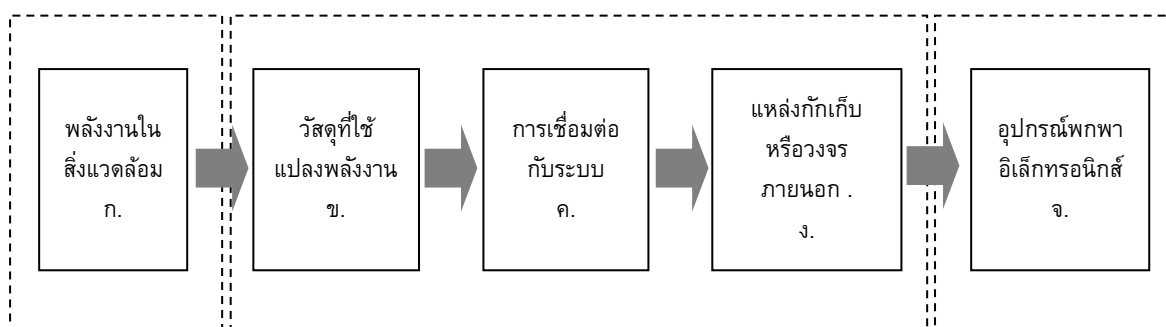 พลังงานใน
สิ่งแวดล้อม
ก.
วัสดุที่ใช้
แปลงพลังงาน
ข.
การเชื่อมต่อ
กับระบบ
ค.
แหล่งกักเก็บ
หรือวงจร
ภายนอก .
ง.
อุปกรณ์พกพา
อิเล็กทรอนิกส์
จ.